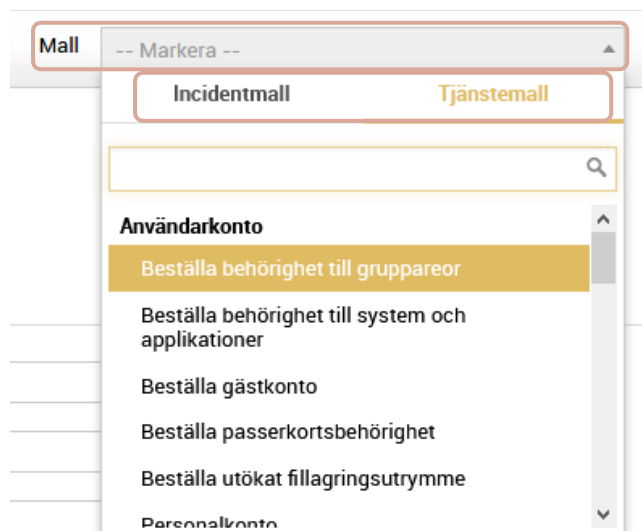 Mall -- Markera --
Incidentmall Tjänstemall
Användarkonto
Beställa behörighet till gruppareor
Beställa behörighet till system och
applikationer
Beställa gästkonto
Beställa passerkortsbehörighet
Beställa utökat fillagringsutrymme
Personalkonto